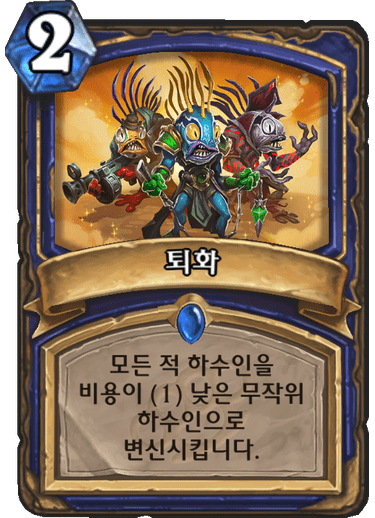 2
퇴화
모든 적 하수인을
비용이 (1) 낮은 무작위
하수인으로
변신시킵니다.